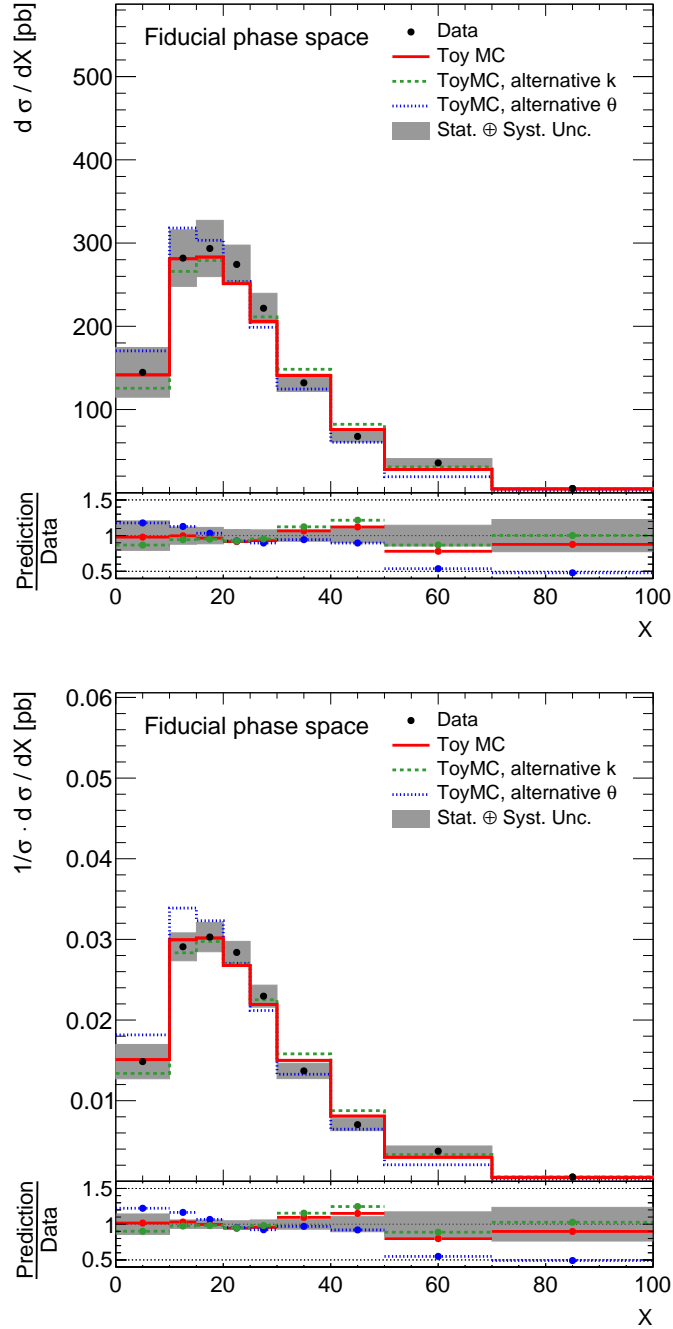 Fiducial phase space
Data
Toy MC
ToyMC, alternative k
ToyMC, alternative θ
Stat. ⊕ Syst. Unc.
d σ / dX [pb]
500
400
300
200
100
Prediction
Data
1.5
1
0.5
0 20 40 60 80 100
X
Fiducial phase space
Data
Toy MC
ToyMC, alternative k
ToyMC, alternative θ
Stat. ⊕ Syst. Unc.
1/σ · d σ / dX [pb]
0.06
0.05
0.04
0.03
0.02
0.01
Prediction
Data
1.5
1
0.5
0 20 40 60 80 100
X